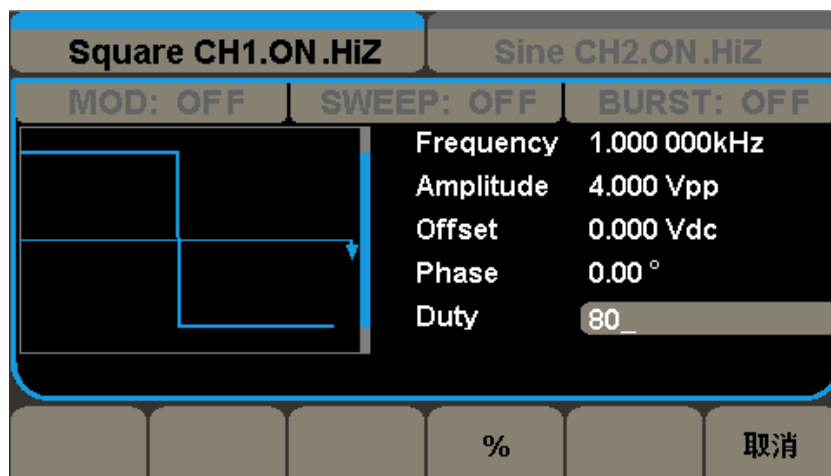 Square CH1.ON.HiZ Sine CH2.ON.HiZ
MOD: OFF SWEEP: OFF BURST: OFF
Frequency 1.000 000kHz
Amplitude 4.000 Vpp
Offset 0.000 Vdc
Phase 0.00 °
Duty 80_
% 取消